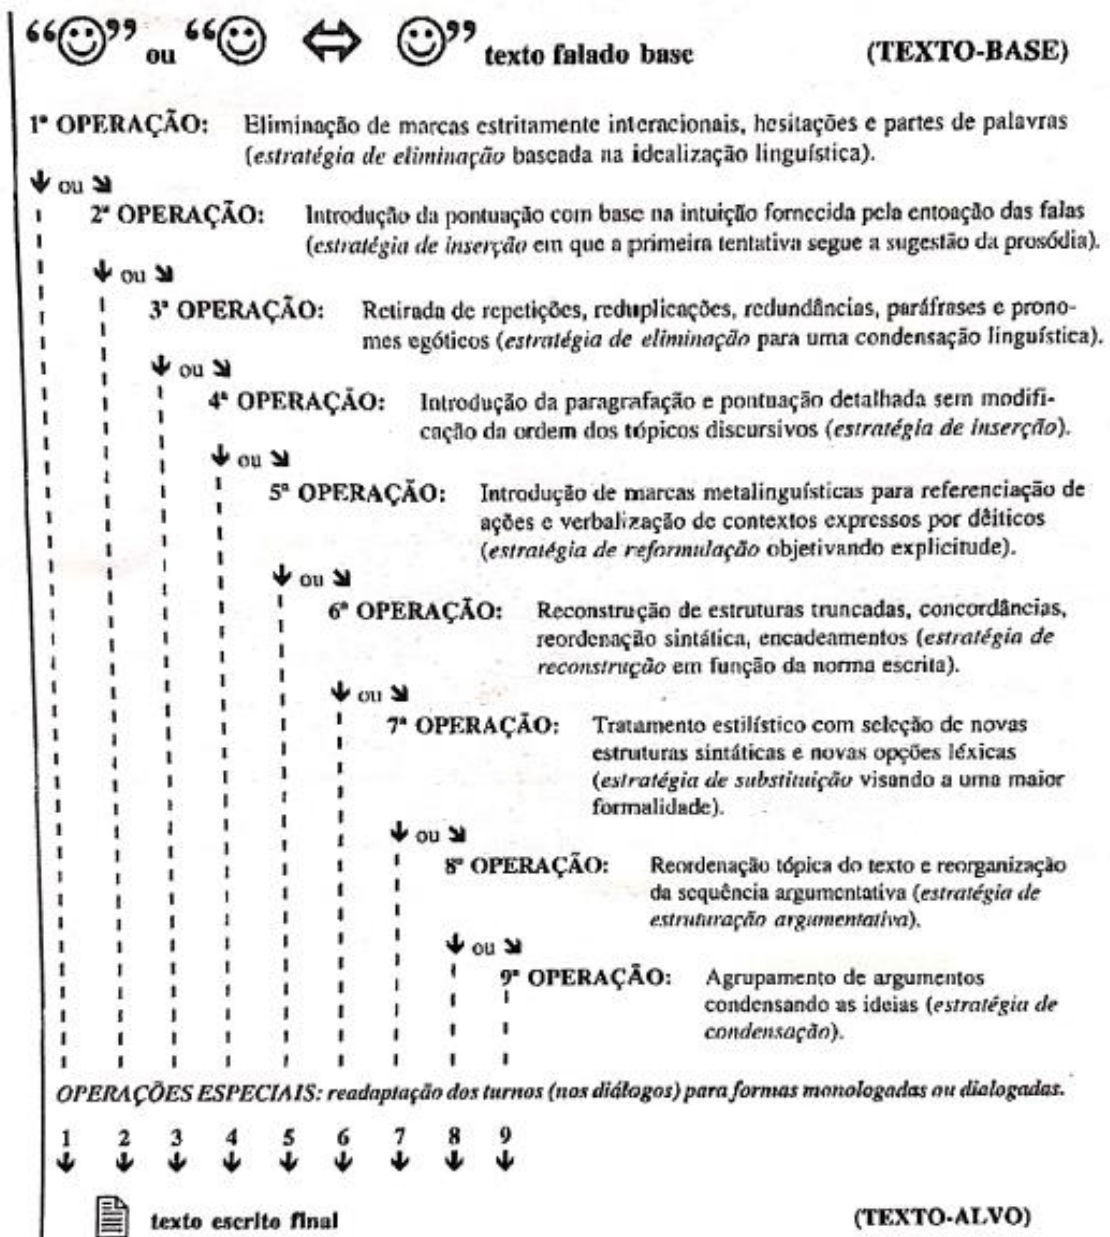 “☺” ou “☺ ⇔ ☺” texto falado base (TEXTO-BASE)
1ª OPERAÇÃO: Eliminação de marcas estritamente interacionais, hesitações e partes de palavras
(estratégia de eliminação baseada na idealização linguística).
ou
2ª OPERAÇÃO: Introdução da pontuação com base na intuição fornecida pela entoação das falas
(estratégia de inserção em que a primeira tentativa segue a sugestão da prosódia).
ou
3ª OPERAÇÃO: Retirada de repetições, reduplicações, redundâncias, paráfrases e prono-
mes egóticos (estratégia de eliminação para uma condensação linguística).
ou
4ª OPERAÇÃO: Introdução da paragrafação e pontuação detalhada sem modifi-
cação da ordem dos tópicos discursivos (estratégia de inserção).
ou
5ª OPERAÇÃO: Introdução de marcas metalinguísticas para referenciação de
ações e verbalização de contextos expressos por dêiticos
(estratégia de reformulação objetivando explicitude).
ou
6ª OPERAÇÃO: Reconstrução de estruturas truncadas, concordâncias,
reordenação sintática, encadeamentos (estratégia de
reconstrução em função da norma escrita).
ou
7ª OPERAÇÃO: Tratamento estilístico com seleção de novas
estruturas sintáticas e novas opções léxicas
(estratégia de substituição visando a uma maior
formalidade).
ou
8ª OPERAÇÃO: Reordenação tópica do texto e reorganização
da sequência argumentativa (estratégia de
estruturação argumentativa).
ou
9ª OPERAÇÃO: Agrupamento de argumentos
condensando as ideias (estratégia de
condensação).
OPERAÇÕES ESPECIAIS: readaptação dos turnos (nos diálogos) para formas monologadas ou dialogadas.
1 2 3 4 5 6 7 8 9
texto escrito final (TEXTO-ALVO)